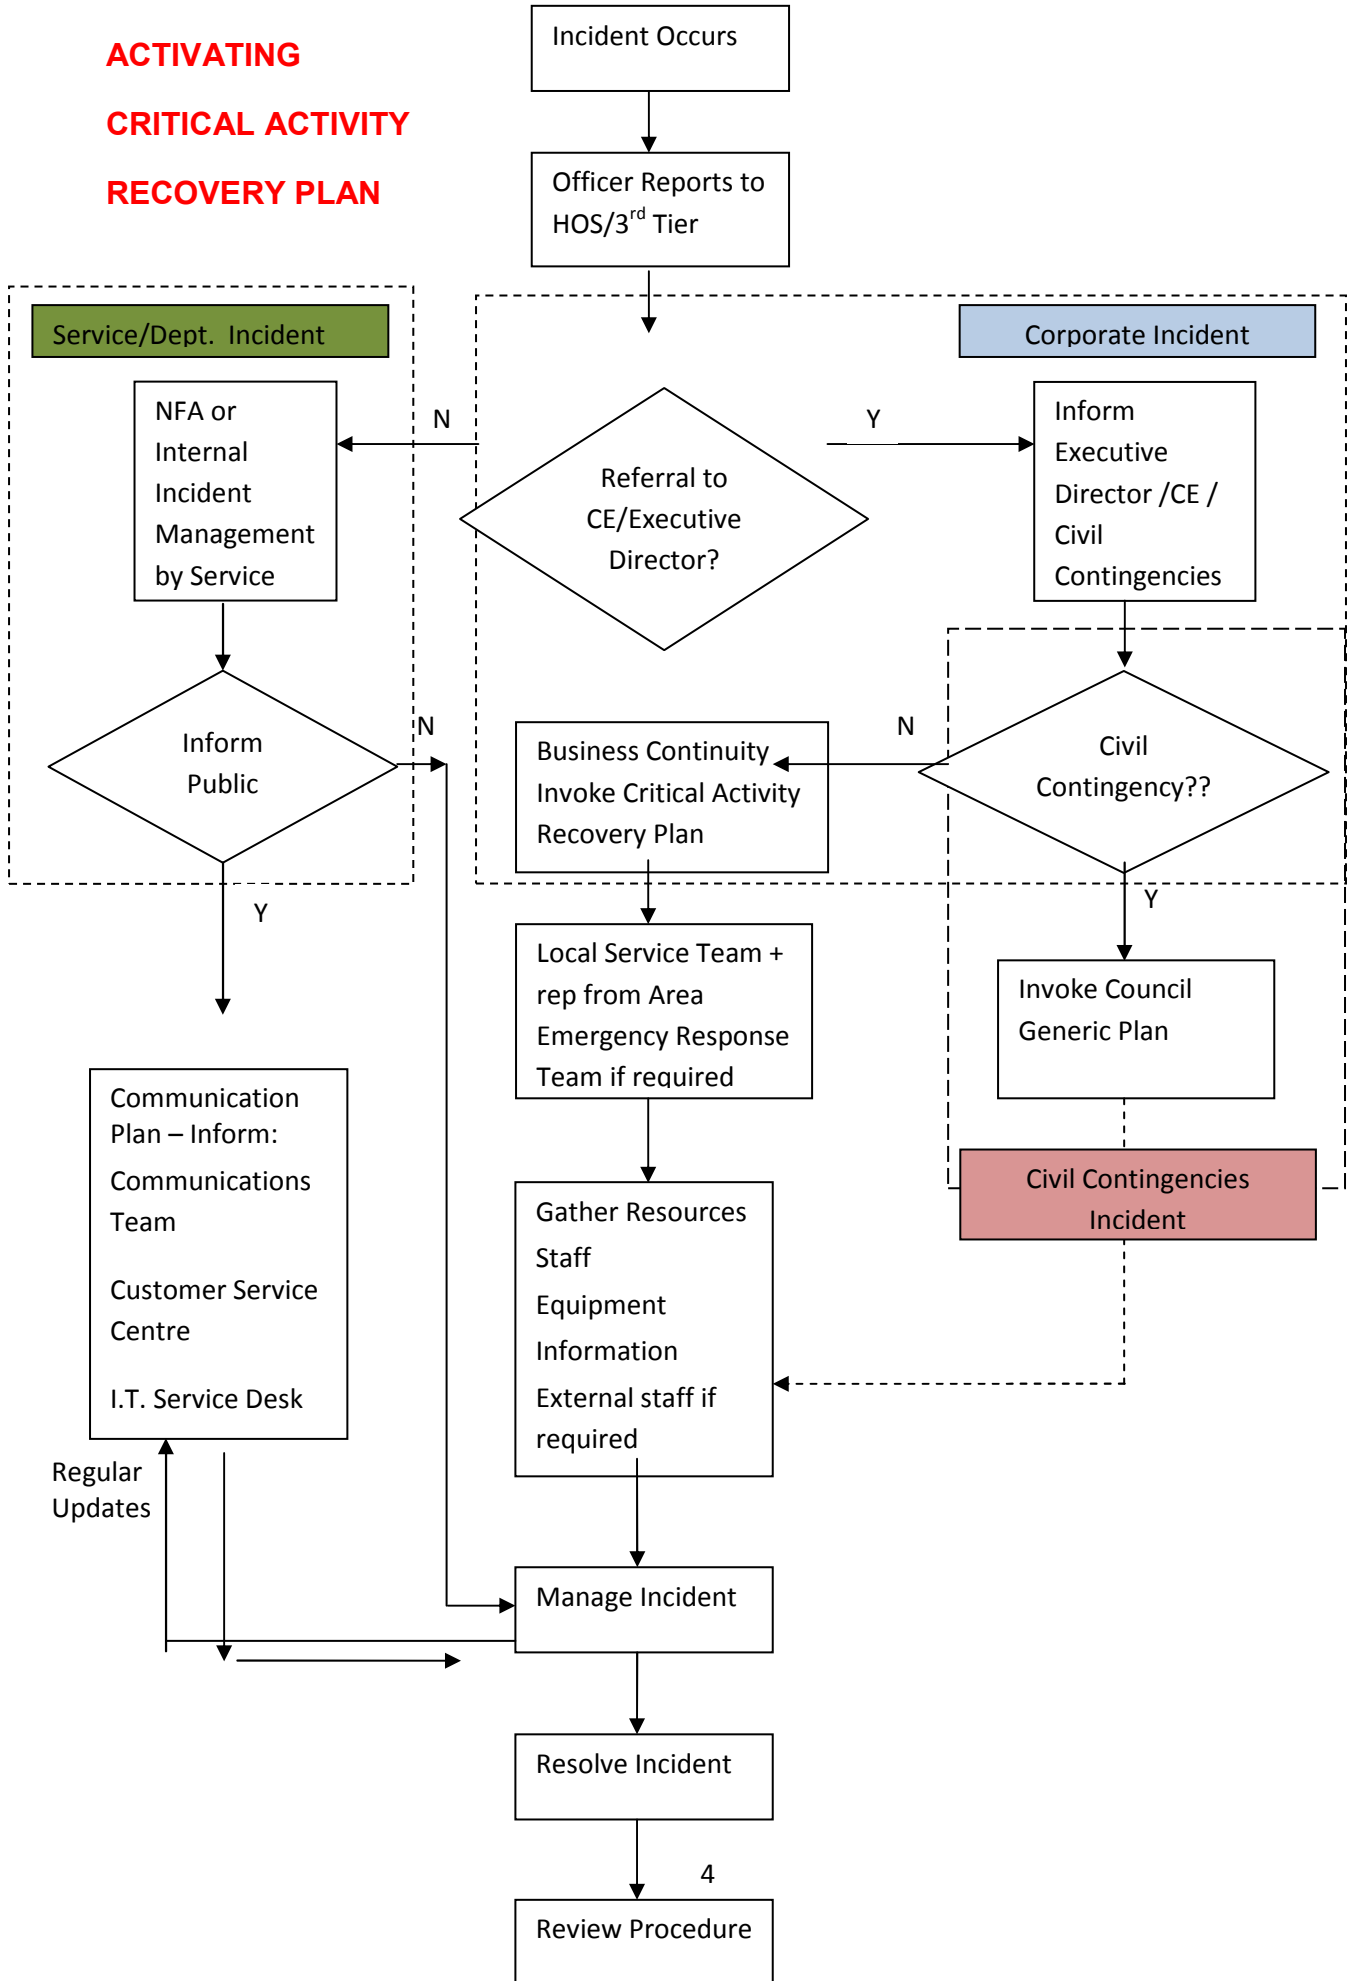 ACTIVATING
CRITICAL ACTIVITY
RECOVERY PLAN
Incident Occurs
Officer Reports to
HOS/3rd Tier
Service/Dept. Incident
Corporate Incident
NFA or
Internal
Incident
Management
by Service
N
Referral to
CE/Executive
Director?
Y
Inform
Executive
Director /CE /
Civil
Contingencies
Inform
Public
N
Business Continuity
Invoke Critical Activity
Recovery Plan
N
Civil
Contingency??
Y
Y
Local Service Team +
rep from Area
Emergency Response
Team if required
Invoke Council
Generic Plan
Communication
Plan – Inform:
Communications
Team
Customer Service
Centre
I.T. Service Desk
Civil Contingencies
Incident
Gather Resources
Staff
Equipment
Information
External staff if
required
Regular
Updates
Manage Incident
Resolve Incident
4
Review Procedure